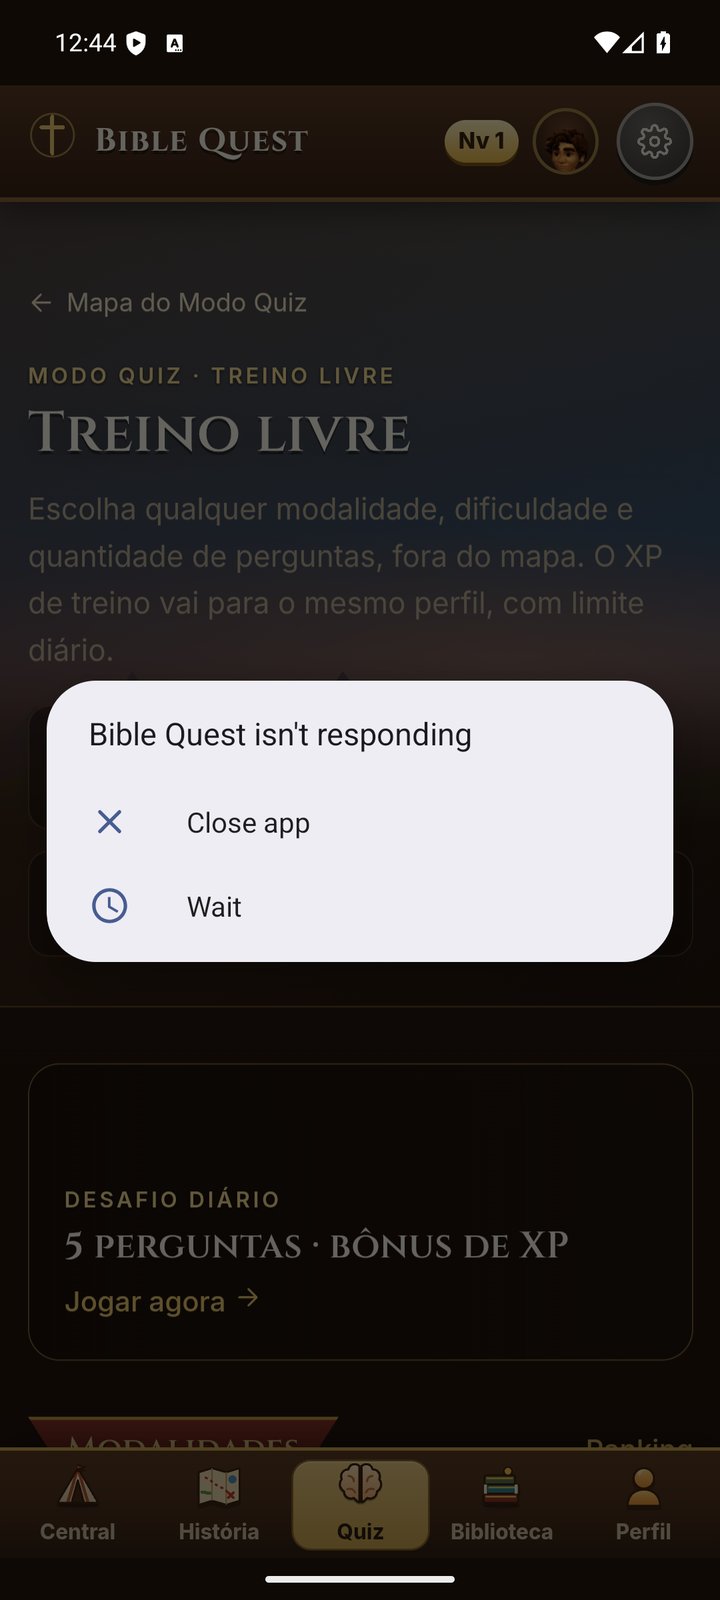 12:44
Bible Quest
Nv 1
← Mapa do Modo Quiz
MODO QUIZ · TREINO LIVRE
Treino livre
Escolha qualquer modalidade, dificuldade e
quantidade de perguntas, fora do mapa. O XP
de treino vai para o mesmo perfil, com limite
diário.
Bible Quest isn't responding
Close app
Wait
DESAFIO DIÁRIO
5 perguntas · bônus de XP
Jogar agora →
Modalidades
Ranking
Central
História
Quiz
Biblioteca
Perfil